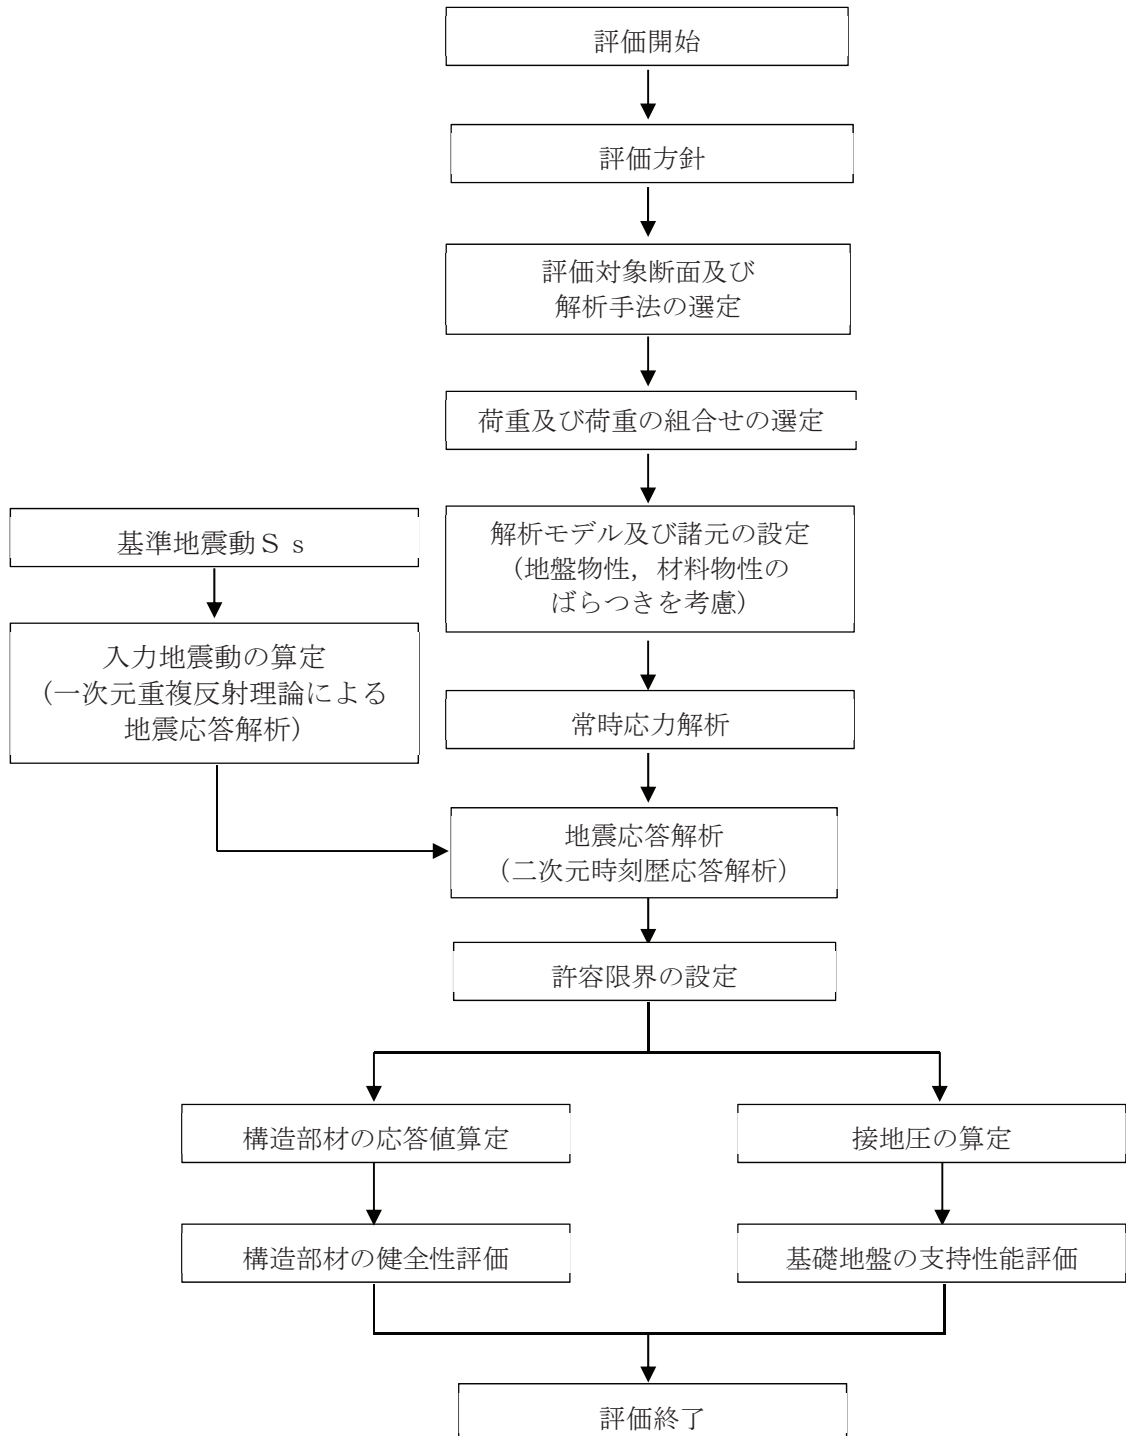 評価開始
評価方針
評価対象断面及び
解析手法の選定
荷重及び荷重の組合せの選定
基準地震動Ｓｓ
解析モデル及び諸元の設定
（地盤物性，材料物性の
ばらつきを考慮）
入力地震動の算定
（一次元重複反射理論による
地震応答解析）
常時応力解析
地震応答解析
（二次元時刻歴応答解析）
許容限界の設定
構造部材の応答値算定
接地圧の算定
構造部材の健全性評価
基礎地盤の支持性能評価
評価終了